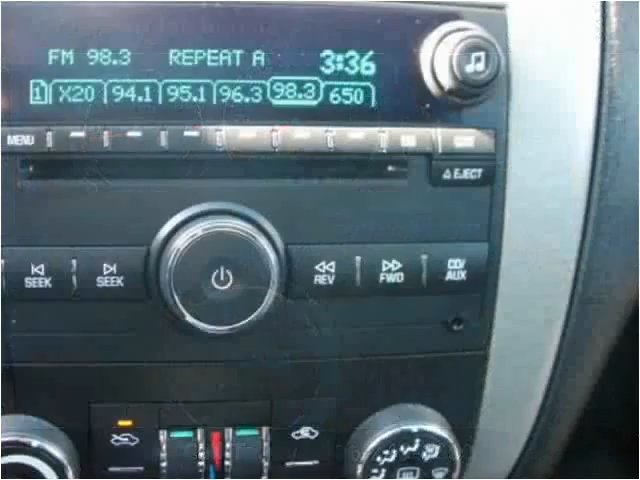 FM 98.3 REPEAT A 3:36
1 X20 94.1 95.1 96.3 98.3 650
MENU
EJECT
SEEK SEEK REV FWD CD/
AUX